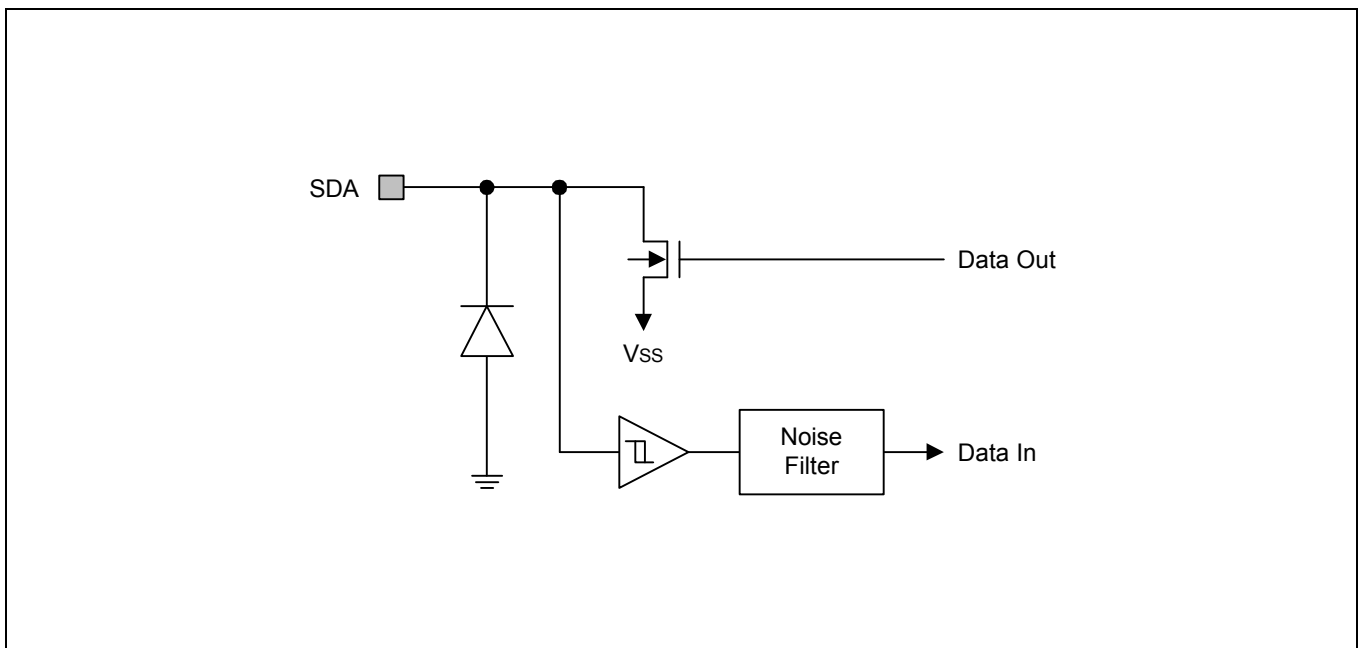 SDA
Data Out
VSS
Noise
Filter
Data In